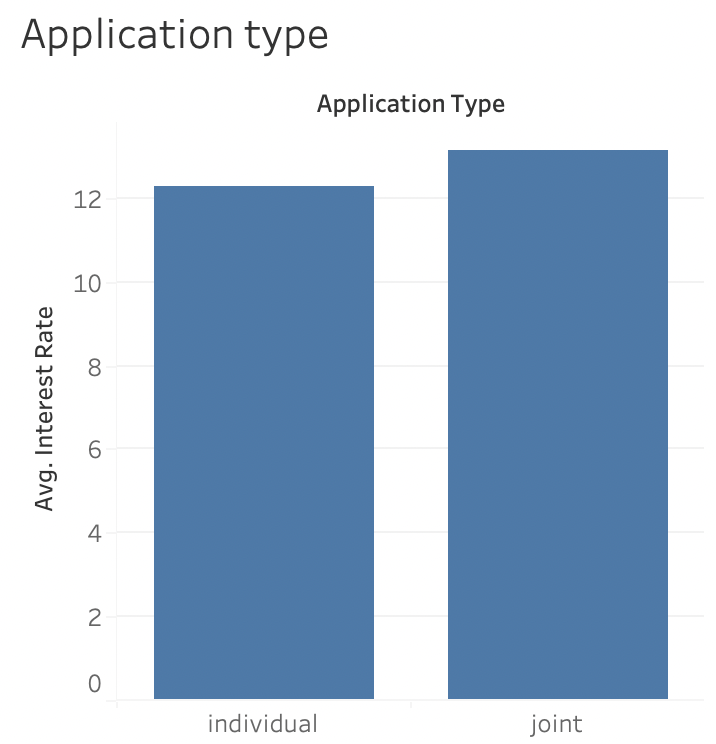 Application type
Application Type
12
10
8
6
4
2
0
Avg. Interest Rate
individual
joint